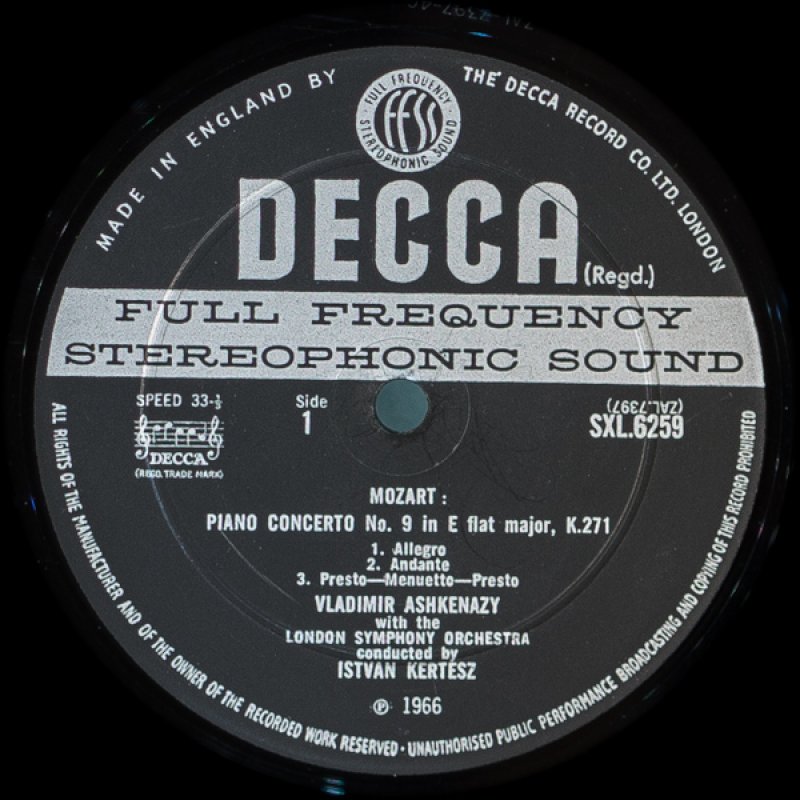 MADE IN ENGLAND BY
THE DECCA RECORD CO. LTD. LONDON
FULL FREQUENCY
FFSS
STEREOPHONIC SOUND
DECCA
(Regd.)
FULL FREQUENCY
STEREOPHONIC SOUND
SPEED 33-⅓
Side
1
(ZAL.7397)
SXL.6259
DECCA
(REGD. TRADE MARK)
MOZART :
PIANO CONCERTO No. 9 in E flat major, K.271
1. Allegro
2. Andante
3. Presto—Menuetto—Presto
VLADIMIR ASHKENAZY
with the
LONDON SYMPHONY ORCHESTRA
conducted by
ISTVAN KERTESZ
℗ 1966
ALL RIGHTS OF THE MANUFACTURER AND OF THE OWNER OF THE RECORDED WORK RESERVED · UNAUTHORISED PUBLIC PERFORMANCE BROADCASTING AND COPYING OF THIS RECORD PROHIBITED